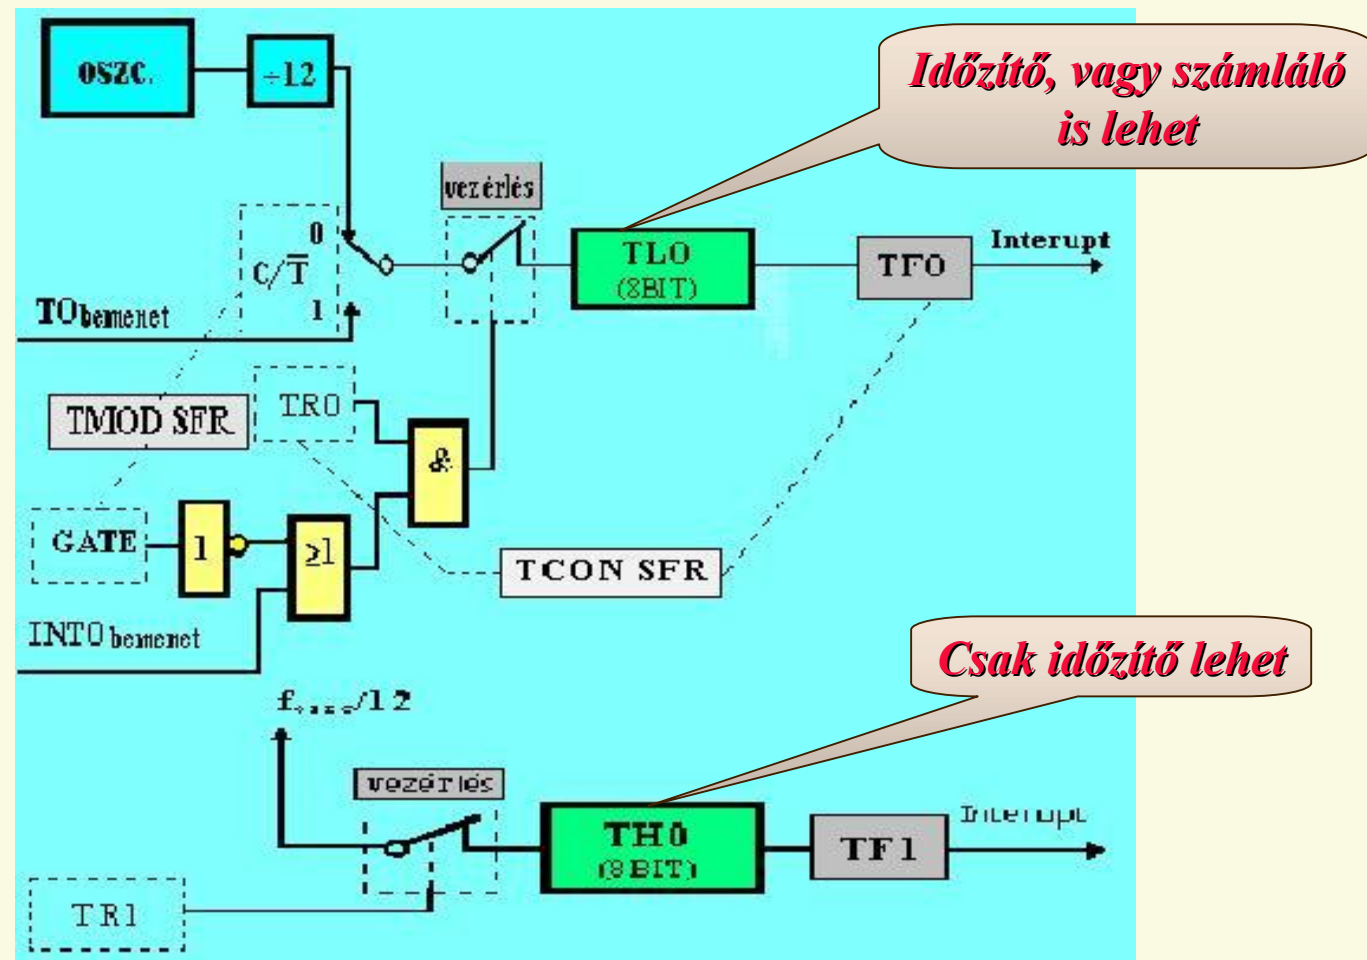 OSZC.
÷12
Időzítő, vagy számláló
is lehet
vezérlés
0
C/T̅
1
T0 bemenet
TL0
(8BIT)
TF0
Interupt
TMOD SFR
TR0
&
GATE
1
≥1
TCON SFR
INT0 bemenet
Csak időzítő lehet
vezérlés
TH0
(8BIT)
TF1
Interupt
TR1